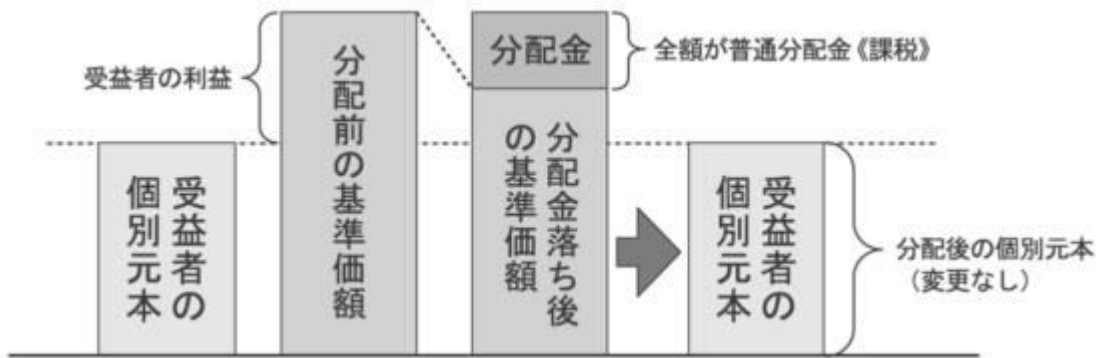 受益者の利益
受益者の
個別元本
分配前の基準価額
分配金
全額が普通分配金《課税》
分配金落ち後
の基準価額
受益者の
個別元本
分配後の個別元本
(変更なし)